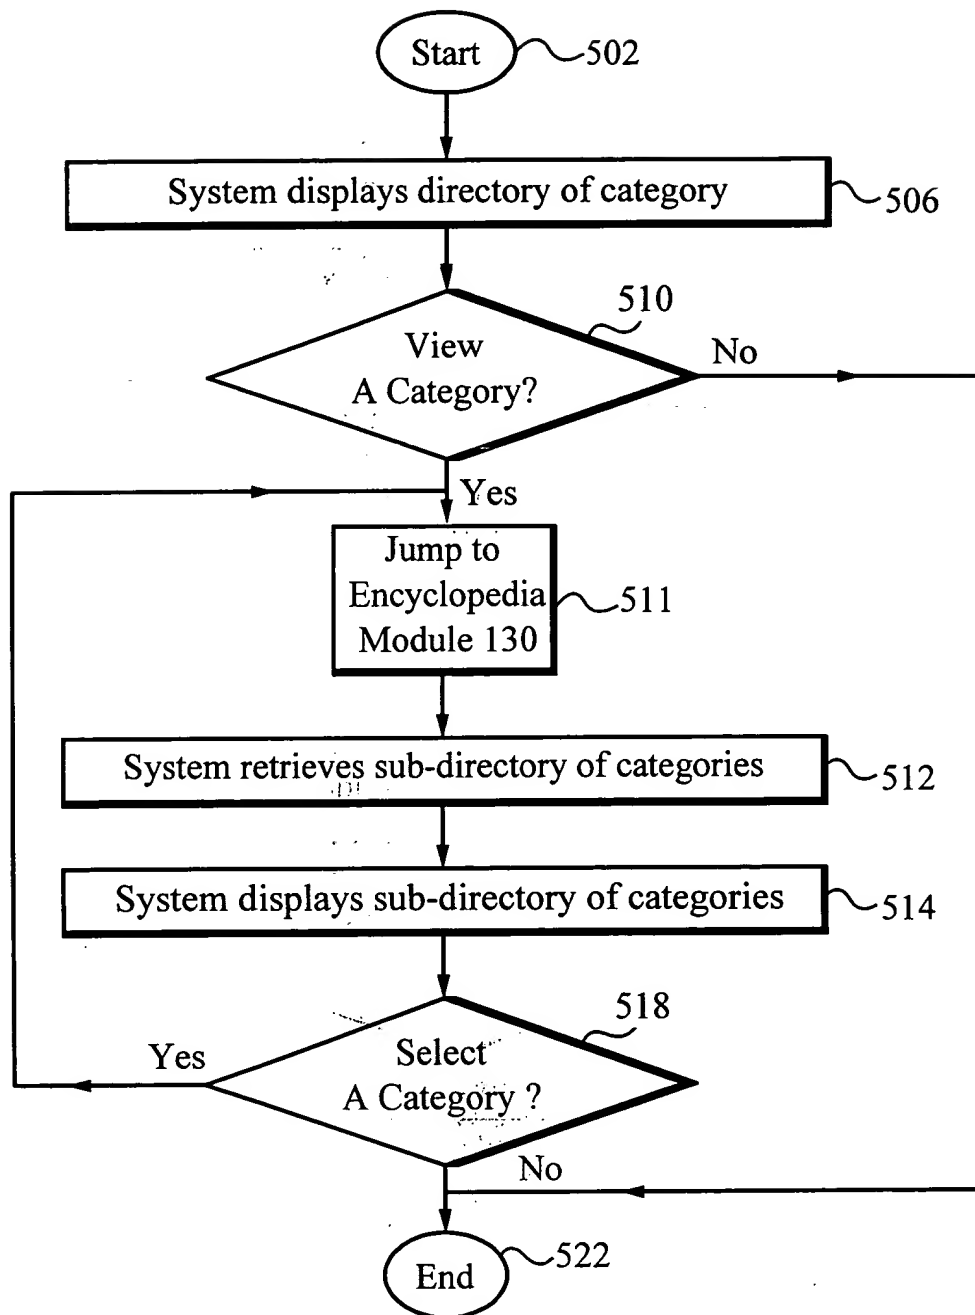 Start
502
System displays directory of category
506
510
View
A Category?
No
Yes
Jump to
Encyclopedia
Module 130
511
System retrieves sub-directory of categories
512
System displays sub-directory of categories
514
518
Select
A Category ?
Yes
No
End
522